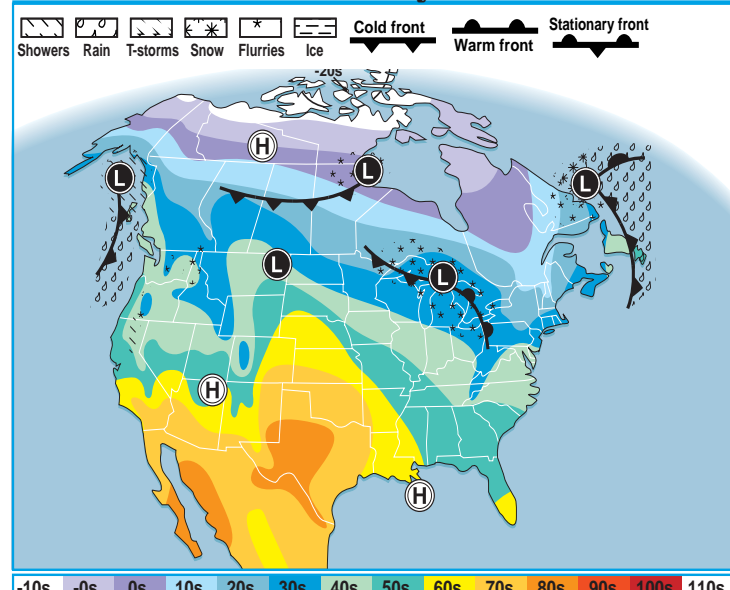 Showers Rain T-storms Snow Flurries Ice
Cold front
Warm front
Stationary front
-20s
H
L
L
L
L
L
H
H
-10s -0s 0s 10s 20s 30s 40s 50s 60s 70s 80s 90s 100s 110s